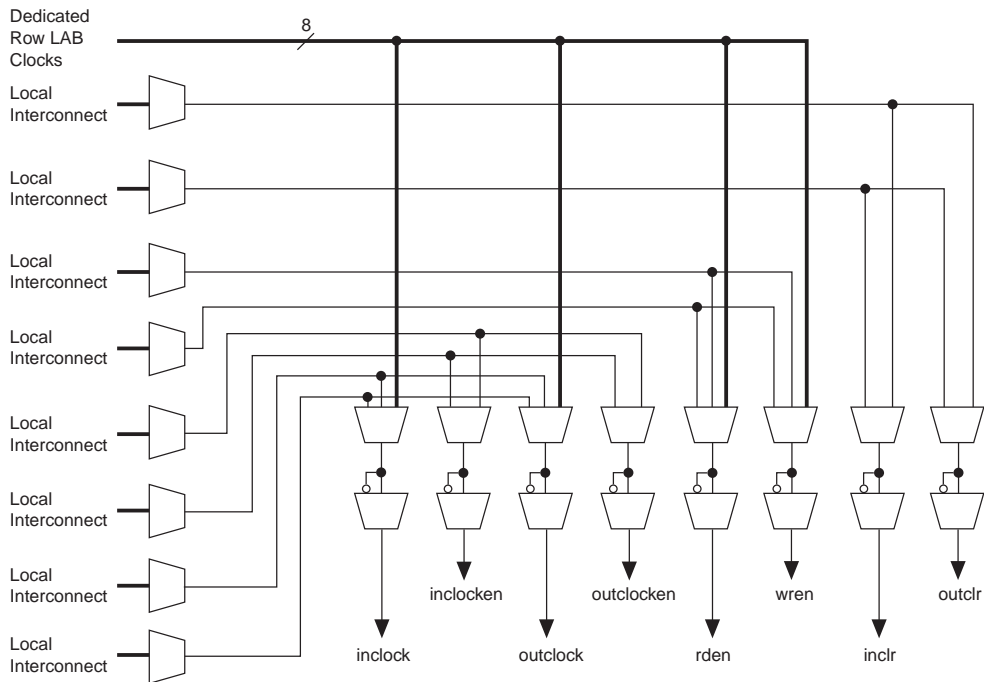 Dedicated
Row LAB
Clocks
8
Local
Interconnect
Local
Interconnect
Local
Interconnect
Local
Interconnect
Local
Interconnect
Local
Interconnect
Local
Interconnect
Local
Interconnect
inclocken
outclocken
wren
outclr
inclock
outclock
rden
inclr